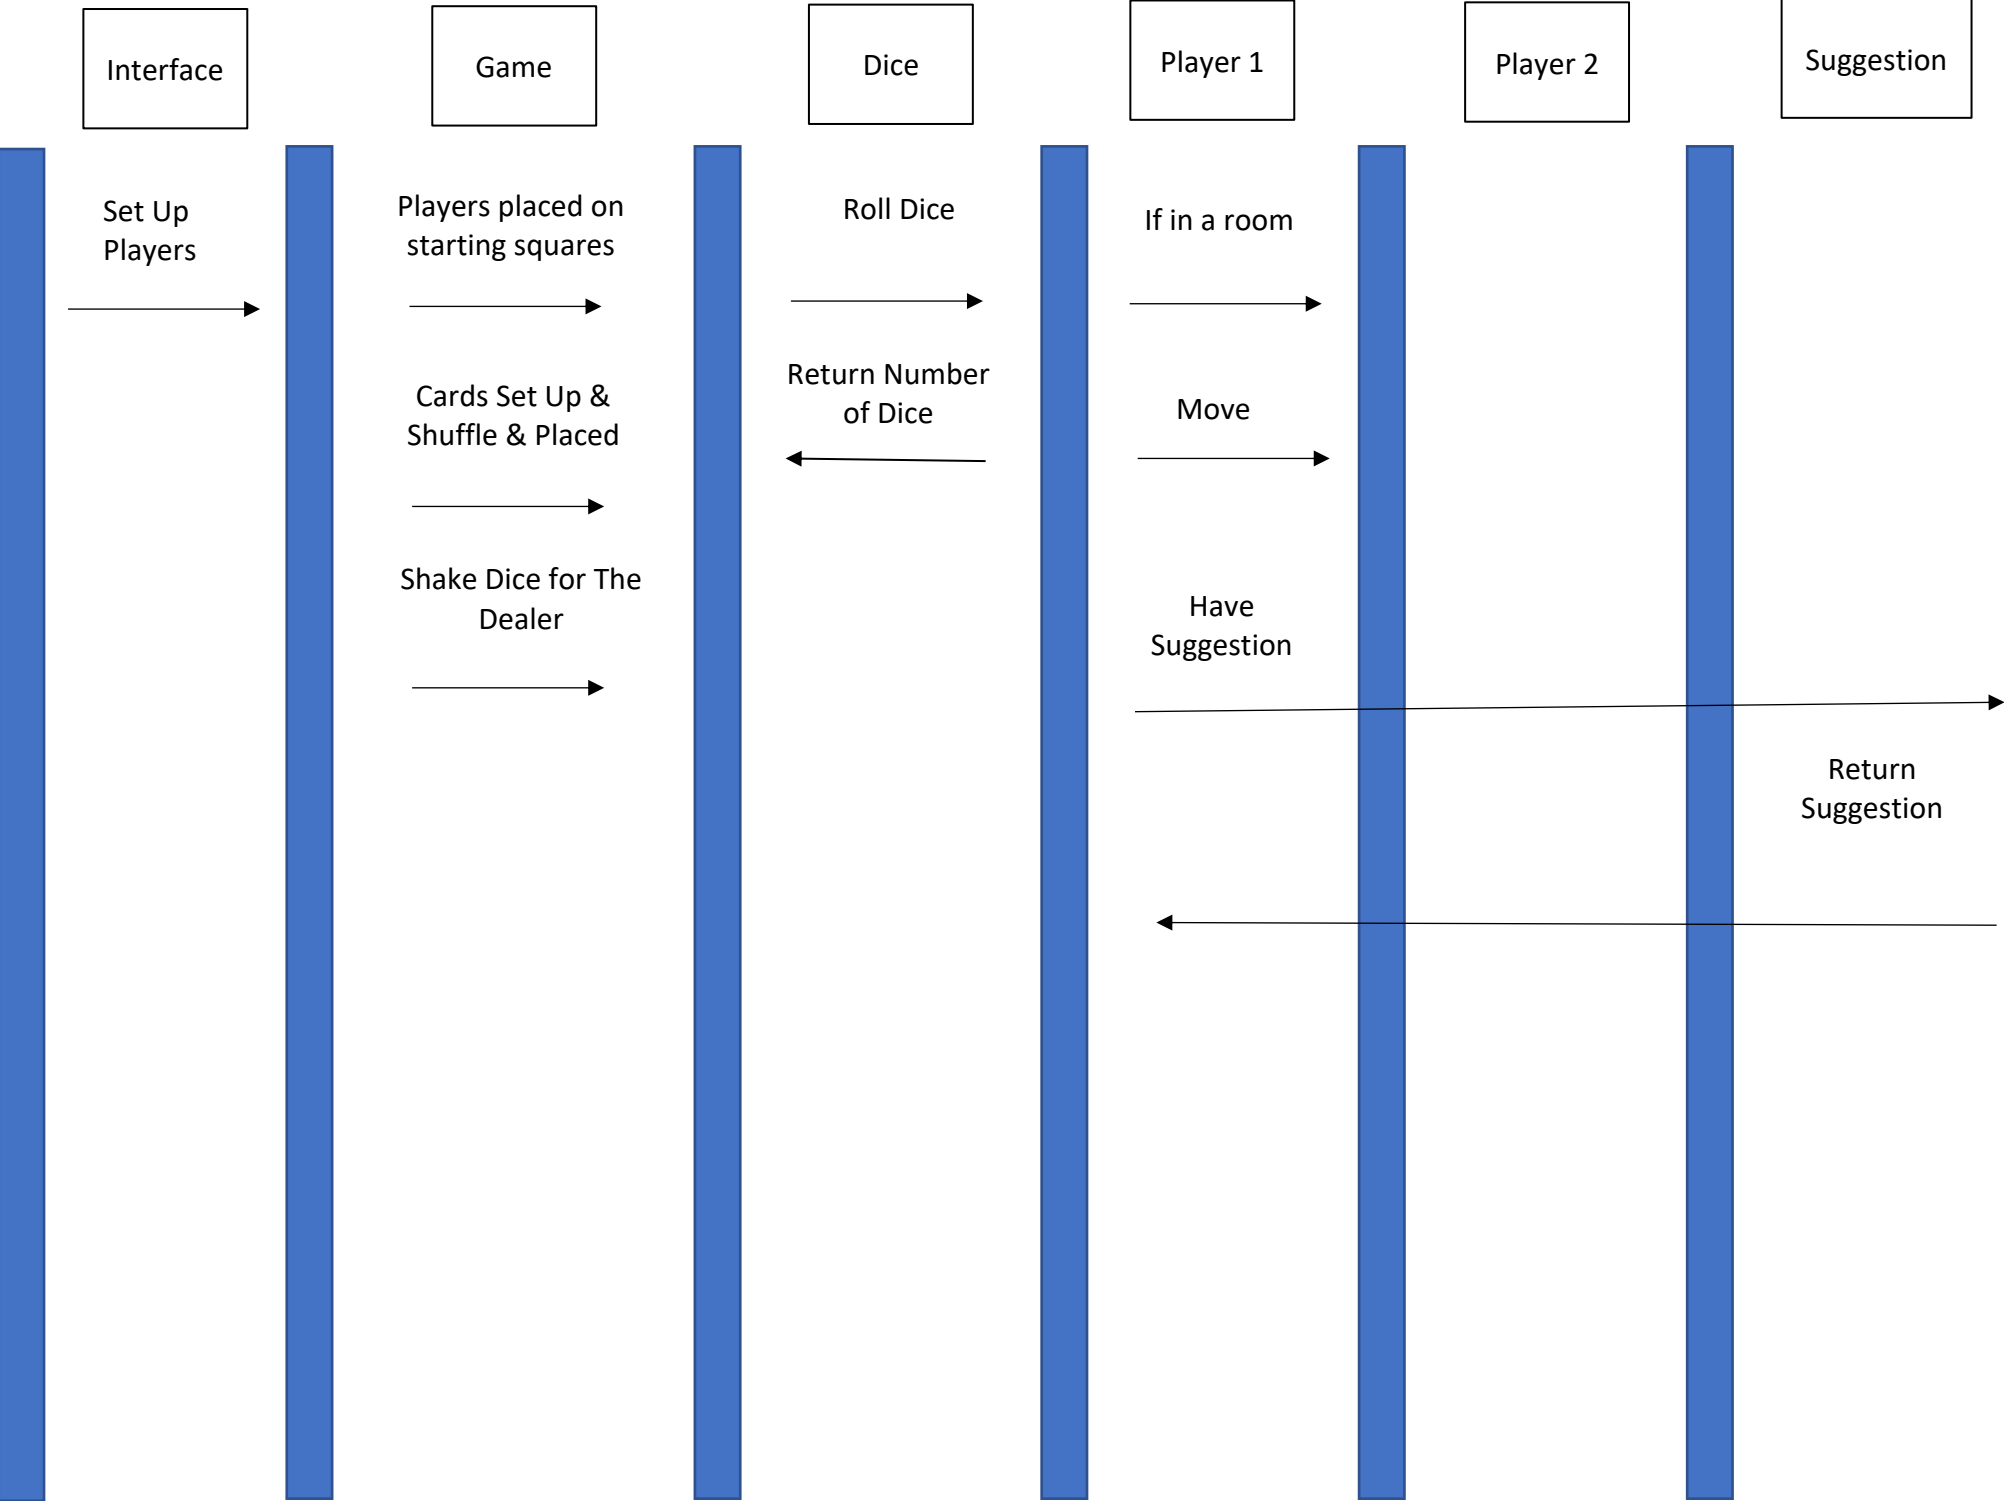 Interface
Game
Dice
Player 1
Player 2
Suggestion
Set Up
Players
Players placed on
starting squares
Cards Set Up &
Shuffle & Placed
Shake Dice for The
Dealer
Roll Dice
Return Number
of Dice
If in a room
Move
Have
Suggestion
Return
Suggestion